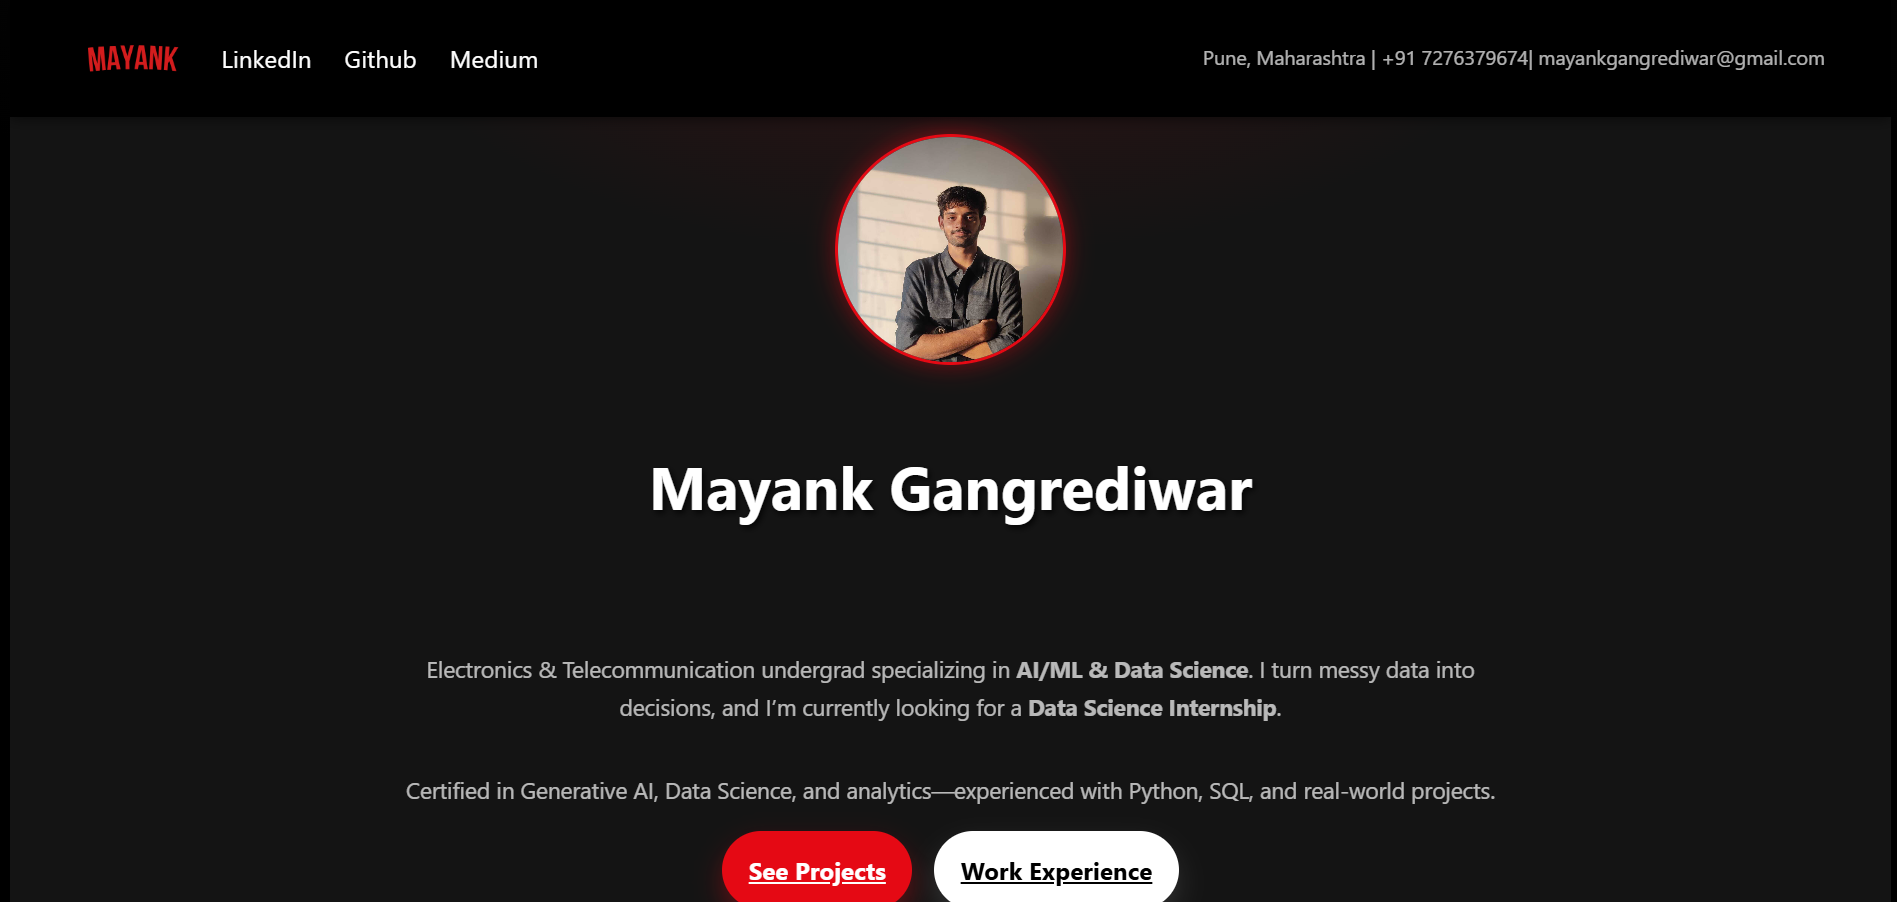 MAYANK
LinkedIn
Github
Medium
Pune, Maharashtra | +91 7276379674| mayankgangrediwar@gmail.com
Mayank Gangrediwar
Electronics & Telecommunication undergrad specializing in AI/ML & Data Science. I turn messy data into
decisions, and I’m currently looking for a Data Science Internship.
Certified in Generative AI, Data Science, and analytics—experienced with Python, SQL, and real-world projects.
See Projects
Work Experience